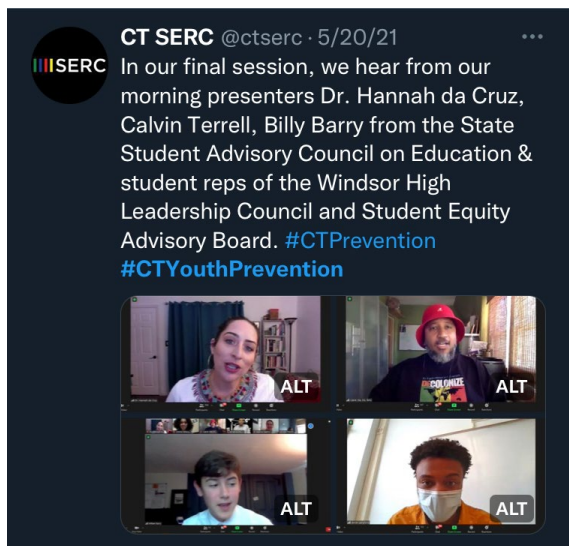 CT SERC @ctserc · 5/20/21
SERC
In our final session, we hear from our
morning presenters Dr. Hannah da Cruz,
Calvin Terrell, Billy Barry from the State
Student Advisory Council on Education &
student reps of the Windsor High
Leadership Council and Student Equity
Advisory Board. #CTPrevention
#CTYouthPrevention
ALT
DECOLONIZE
ALT
ALT
ALT